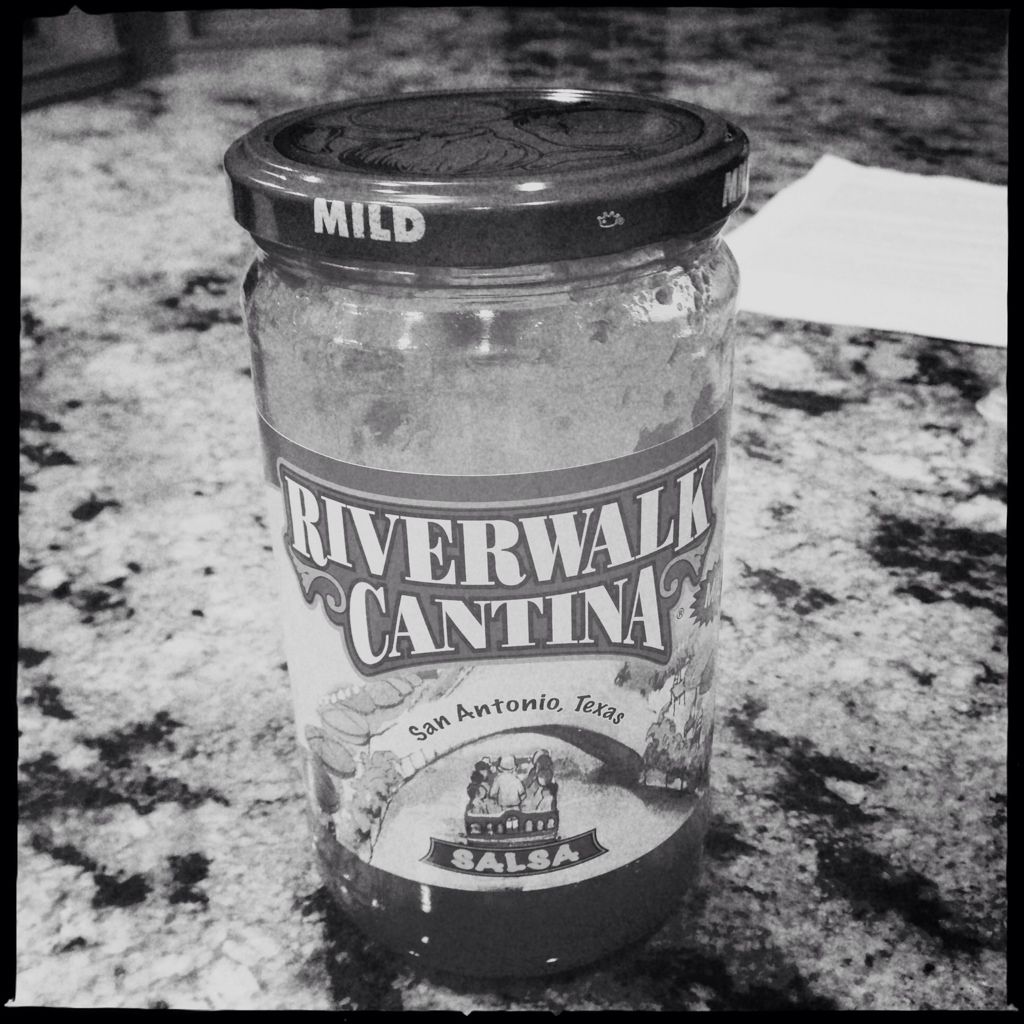 MILD
RIVERWALK
CANTINA
®
San Antonio, Texas
SALSA